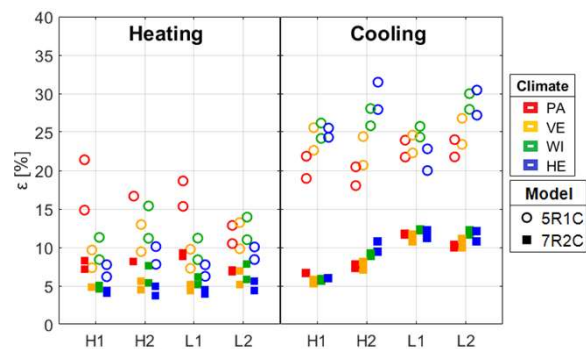 Heating
Cooling
ε [%]
40
35
30
25
20
15
10
5
0
H1 H2 L1 L2 H1 H2 L1 L2
Climate
PA
VE
WI
HE
Model
5R1C
7R2C